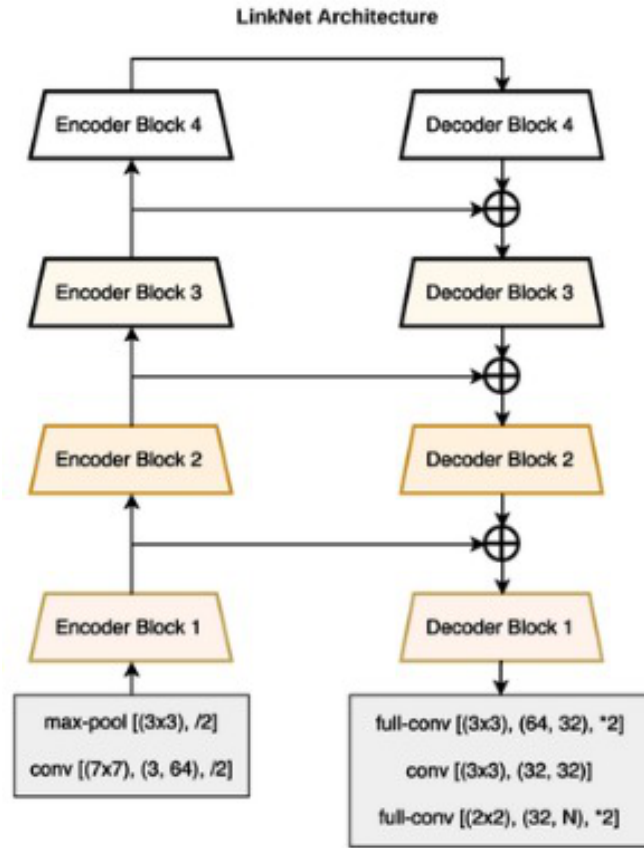 LinkNet Architecture
Encoder Block 4
Decoder Block 4
Encoder Block 3
Decoder Block 3
Encoder Block 2
Decoder Block 2
Encoder Block 1
Decoder Block 1
max-pool [(3x3), /2]
conv [(7x7), (3, 64), /2]
full-conv [(3x3), (64, 32), *2]
conv [(3x3), (32, 32)]
full-conv [(2x2), (32, N), *2]